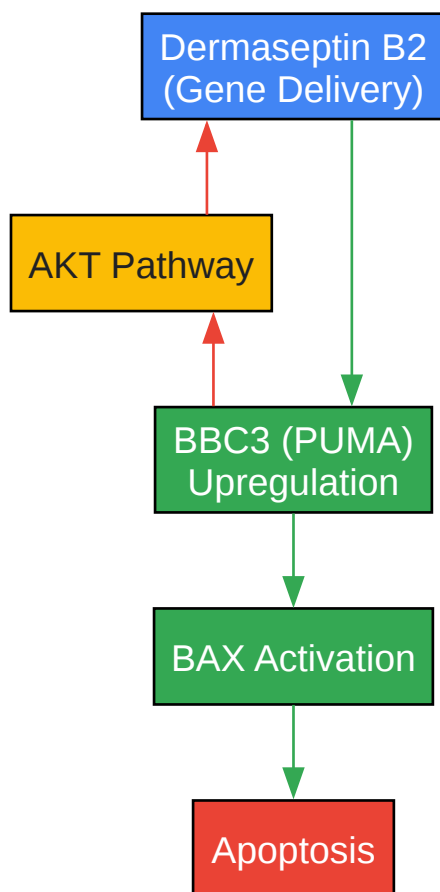 Dermaseptin B2
(Gene Delivery)
AKT Pathway
BBC3 (PUMA)
Upregulation
BAX Activation
Apoptosis